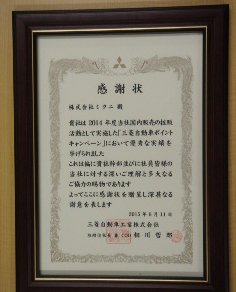 感謝状
株式会社ミクニ 殿
貴社は2014年度当社国内販売の拡販
活動として実施した「三菱自動車ポイント
キャンペーン」において優秀な実績を
挙げられました
これは偏に貴社幹部並びに社員皆様の
当社に対する深いご理解と多大なる
ご協力の賜物であります
よってここに感謝状を贈呈し深甚なる
謝意を表します
2015年6月11日
三菱自動車工業株式会社
相川哲郎